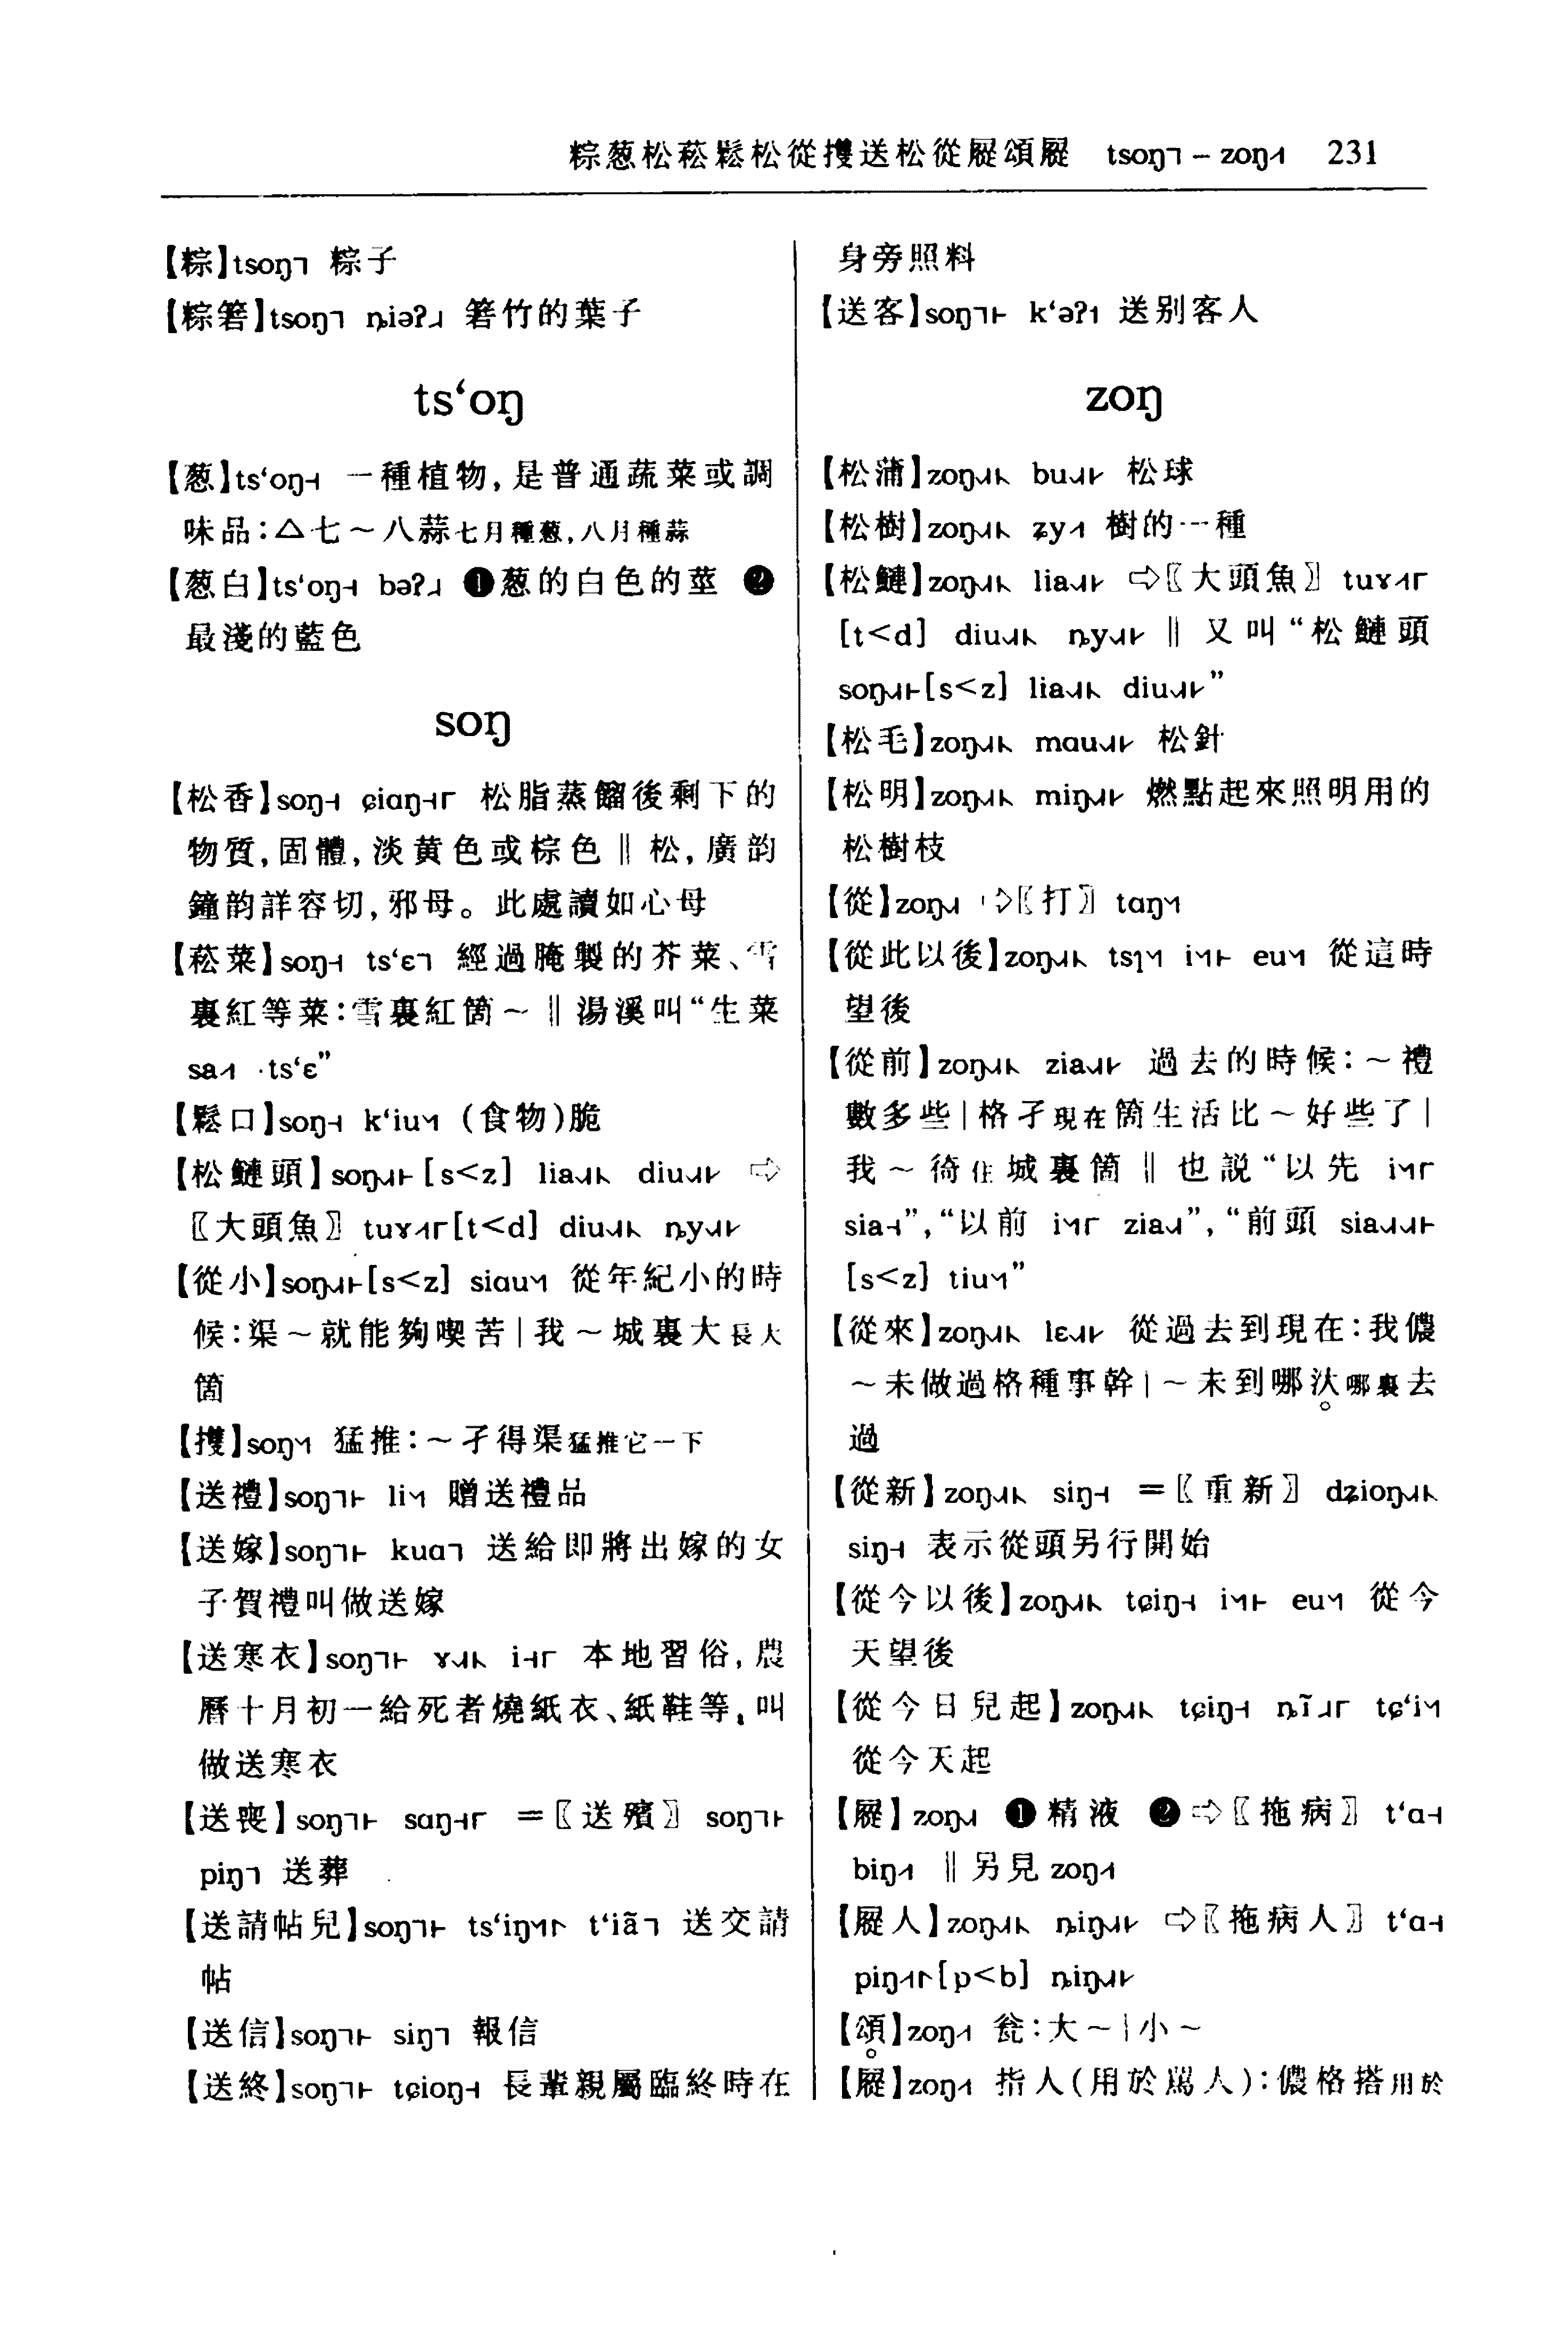 粽葱松菘鬆松從㩳送松從㞞頌㞞 tsoŋ˥ – zoŋ˨˦ 231
【粽】tsoŋ˥ 粽子
【粽箬】tsoŋ˥ ȵiəʔ˨ 箬竹的葉子
ts‘oŋ
【葱】ts‘oŋ˧ 一種植物,是普通蔬菜或調
味品:△七～八蒜七月種葱,八月種蒜
【葱白】ts‘oŋ˧ bəʔ˨ ❶葱的白色的莖 ❷
最淺的藍色
soŋ
【松香】soŋ˧ ɕiɑŋ˧꜒ 松脂蒸餾後剩下的
物質,固體,淡黄色或棕色‖松,廣韵
鐘韵詳容切,邪母。此處讀如心母
【菘菜】soŋ˧ ts‘ɛ˥ 經過腌製的芥菜、雪
裏紅等菜:雪裏紅箇～‖湯溪叫“生菜
sa˨˦ ·ts‘ɛ”
【鬆口】soŋ˧ k‘iu (食物)脆
【松鰱頭】soŋ[s<z] lia diu ⇨
〖大頭魚〗tuɤ[t<d] diu ȵy
【從小】soŋ[s<z] siɑu 從年紀小的時
候:渠～就能夠喫苦|我～城裏大長大
箇
【㩳】soŋ 猛推:～孑得渠猛推它一下
【送禮】soŋ li 贈送禮品
【送嫁】soŋ kuɑ˥ 送給即將出嫁的女
子賀禮叫做送嫁
【送寒衣】soŋ ɤ i 本地習俗,農
曆十月初一給死者燒紙衣、紙鞋等,叫
做送寒衣
【送喪】soŋ sɑŋ =〖送殯〗soŋ
piŋ˥ 送葬
【送請帖兒】soŋ ts‘iŋ t‘iã˥ 送交請
帖
【送信】soŋ siŋ˥ 報信
【送終】soŋ tɕioŋ˧ 長輩親屬臨終時在
身旁照料
【送客】soŋ k‘əʔ 送别客人
zoŋ
【松蒲】zoŋ bu 松球
【松樹】zoŋ ʑy 樹的一種
【松鰱】zoŋ lia ⇨〖大頭魚〗tuɤ
[t<d] diu ȵy ‖又叫“松鰱頭
soŋ[s<z] lia diu”
【松毛】zoŋ mɑu 松針
【松明】zoŋ miŋ 燃點起來照明用的
松樹枝
【從】zoŋ ⇨〖打〗tɑŋ
【從此以後】zoŋ tsɿ i eu 從這時
望後
【從前】zoŋ zia 過去的時候:～禮
數多些|格孑現在箇生活比～好些了|
我～徛住城裏箇‖也説“以先 i
sia˧”,“以前 i zia”,“前頭 sia
[s<z] tiu”
【從來】zoŋ lɛ 從過去到現在:我儂
～未做過格種事幹|～未到哪汏哪裏去
過
【從新】zoŋ siŋ˧ =〖重新〗dʑioŋ
siŋ˧ 表示從頭另行開始
【從今以後】zoŋ tɕiŋ˧ i eu 從今
天望後
【從今日兒起】zoŋ tɕiŋ˧ ȵĩ tɕ‘i
從今天起
【㞞】zoŋ ❶精液 ❷⇨〖拖病〗t‘ɑ˧
biŋ ‖另見zoŋ
【㞞人】zoŋ ȵiŋ ⇨〖拖病人〗t‘ɑ˧
piŋ[p<b] ȵiŋ
【頌】zoŋ 瓮:大～|小～
【㞞】zoŋ 指人(用於駡人):儂格搭用於